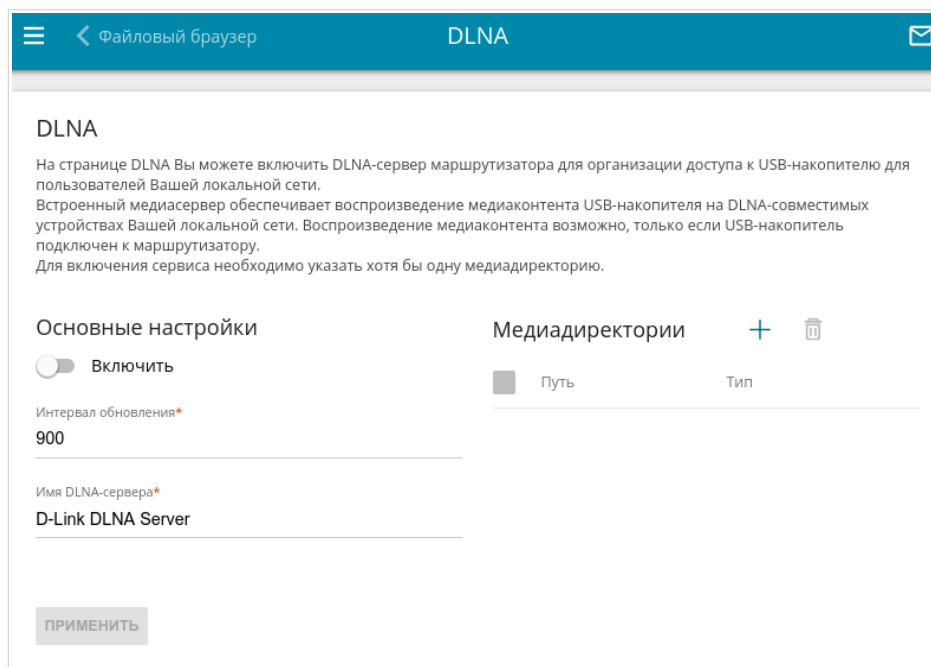 Файловый браузер
DLNA
DLNA
На странице DLNA Вы можете включить DLNA-сервер маршрутизатора для организации доступа к USB-накопителю для
пользователей Вашей локальной сети.
Встроенный медиасервер обеспечивает воспроизведение медиаконтента USB-накопителя на DLNA-совместимых
устройствах Вашей локальной сети. Воспроизведение медиаконтента возможно, только если USB-накопитель
подключен к маршрутизатору.
Для включения сервиса необходимо указать хотя бы одну медиадиректорию.
Основные настройки
Включить
Интервал обновления*
900
Имя DLNA-сервера*
D-Link DLNA Server
ПРИМЕНИТЬ
Медиадиректории
Путь Тип